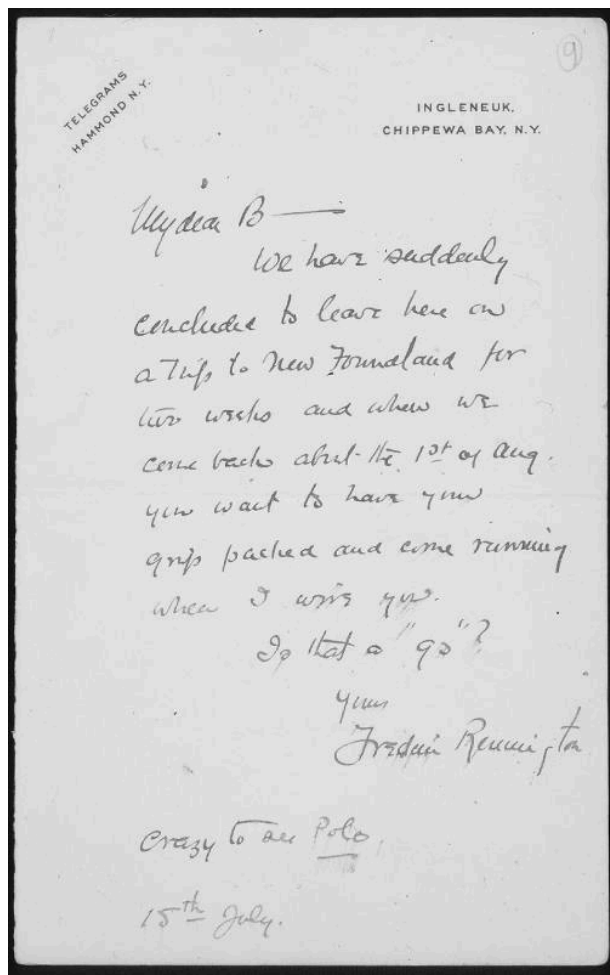 9
TELEGRAMS
HAMMOND N.Y.
INGLENEUK,
CHIPPEWA BAY, N.Y.
My dear B—
We have suddenly
concluded to leave here on
a trip to New Foundland for
two weeks and when we
come back about the 1st of Aug.
you want to have your
grip packed and come running
when I wire you.
Is that a "go"?
Yours
Frederic Remington
Crazy to see Polo.
15th July.